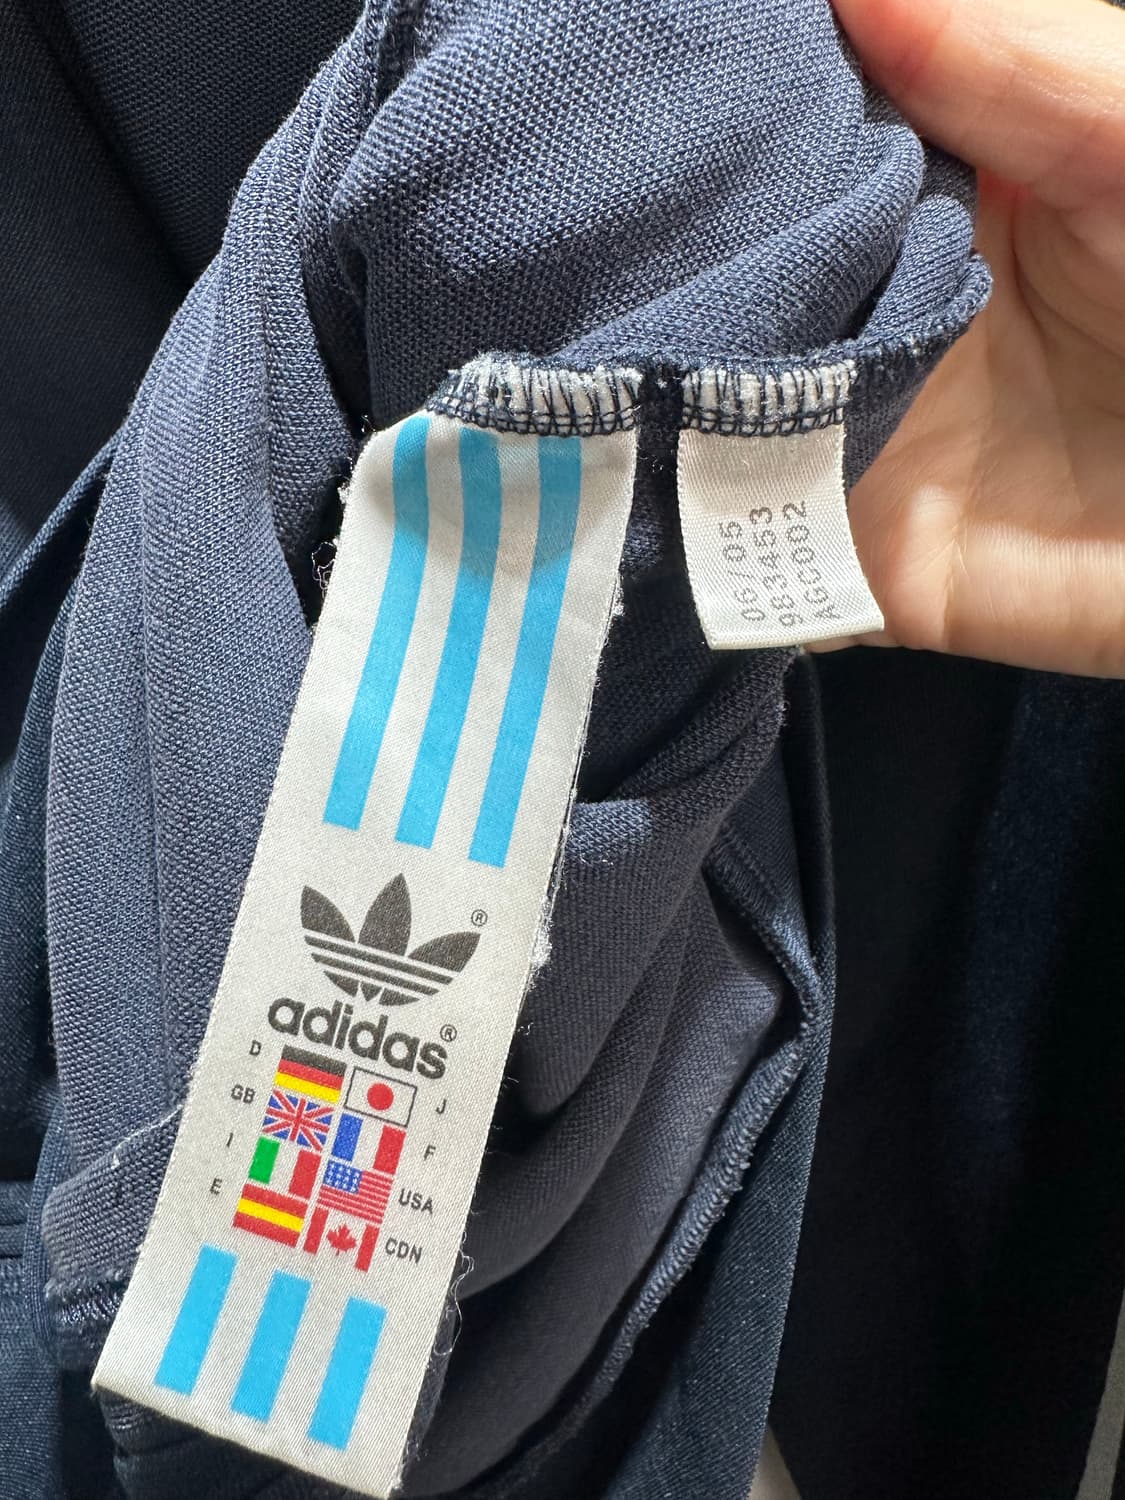 06/05
983453
AGC002
®
adidas®
D
J
GB
F
I
USA
E
CDN